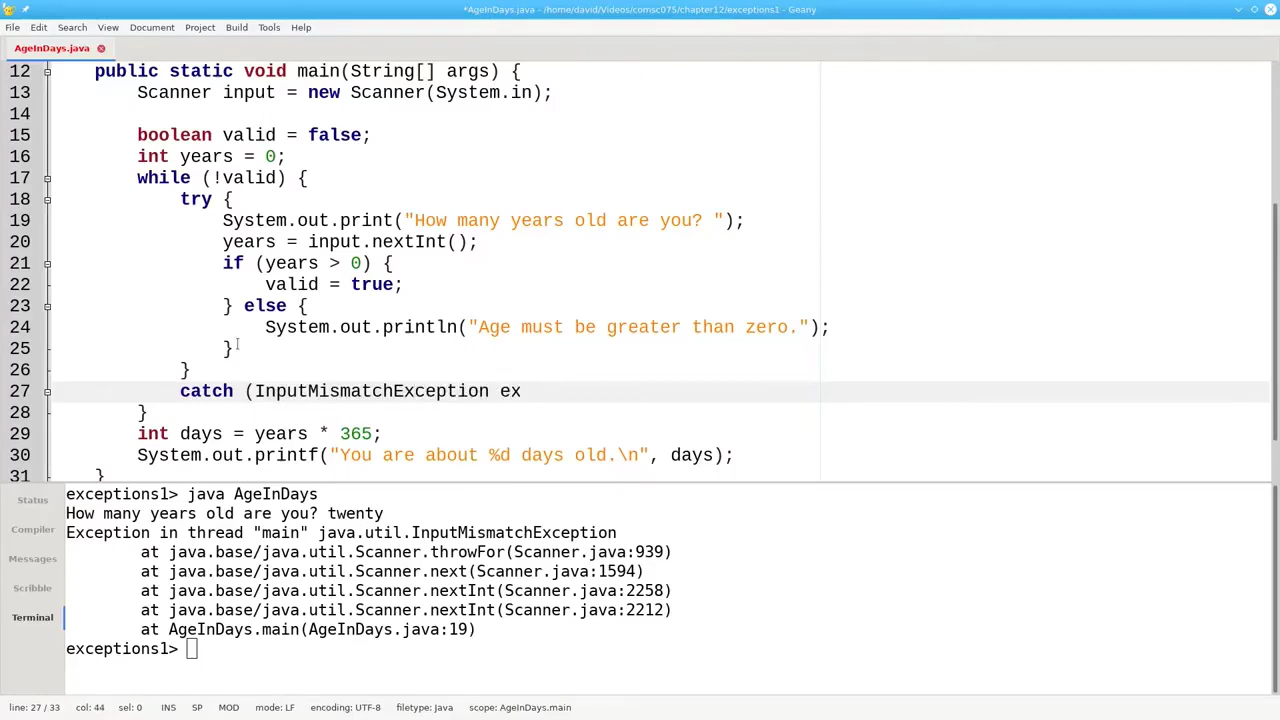 *AgeInDays.java - /home/david/Videos/comsc075/chapter12/exceptions1 - Geany
File Edit Search View Document Project Build Tools Help
AgeInDays.java
12 public static void main(String[] args) {
13 Scanner input = new Scanner(System.in);
14
15 boolean valid = false;
16 int years = 0;
17 while (!valid) {
18 try {
19 System.out.print("How many years old are you? ");
20 years = input.nextInt();
21 if (years > 0) {
22 valid = true;
23 } else {
24 System.out.println("Age must be greater than zero.");
25 }
26 }
27 catch (InputMismatchException ex
28 }
29 int days = years * 365;
30 System.out.printf("You are about %d days old.\n", days);
31 }
Status
Compiler
Messages
Scribble
Terminal
exceptions1> java AgeInDays
How many years old are you? twenty
Exception in thread "main" java.util.InputMismatchException
at java.base/java.util.Scanner.throwFor(Scanner.java:939)
at java.base/java.util.Scanner.next(Scanner.java:1594)
at java.base/java.util.Scanner.nextInt(Scanner.java:2258)
at java.base/java.util.Scanner.nextInt(Scanner.java:2212)
at AgeInDays.main(AgeInDays.java:19)
exceptions1>
line: 27 / 33 col: 44 sel: 0 INS SP MOD mode: LF encoding: UTF-8 filetype: Java scope: AgeInDays.main